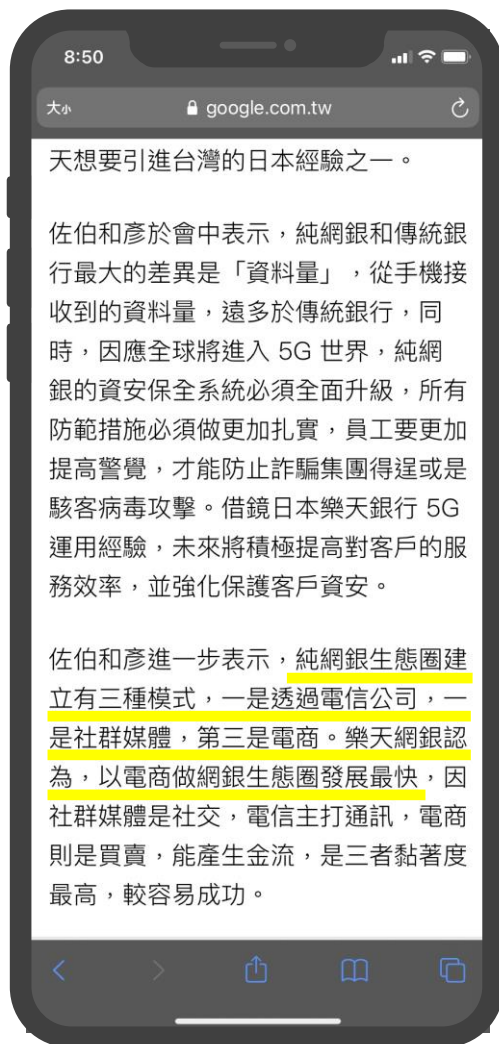 8:50
大小 google.com.tw
天想要引進台灣的日本經驗之一。
佐伯和彥於會中表示，純網銀和傳統銀
行最大的差異是「資料量」，從手機接
收到的資料量，遠多於傳統銀行，同
時，因應全球將進入 5G 世界，純網
銀的資安保全系統必須全面升級，所有
防範措施必須做更加扎實，員工要更加
提高警覺，才能防止詐騙集團得逞或是
駭客病毒攻擊。借鏡日本樂天銀行 5G
運用經驗，未來將積極提高對客戶的服
務效率，並強化保護客戶資安。
佐伯和彥進一步表示，純網銀生態圈建
立有三種模式，一是透過電信公司，一
是社群媒體，第三是電商。樂天網銀認
為，以電商做網銀生態圈發展最快，因
社群媒體是社交，電信主打通訊，電商
則是買賣，能產生金流，是三者黏著度
最高，較容易成功。